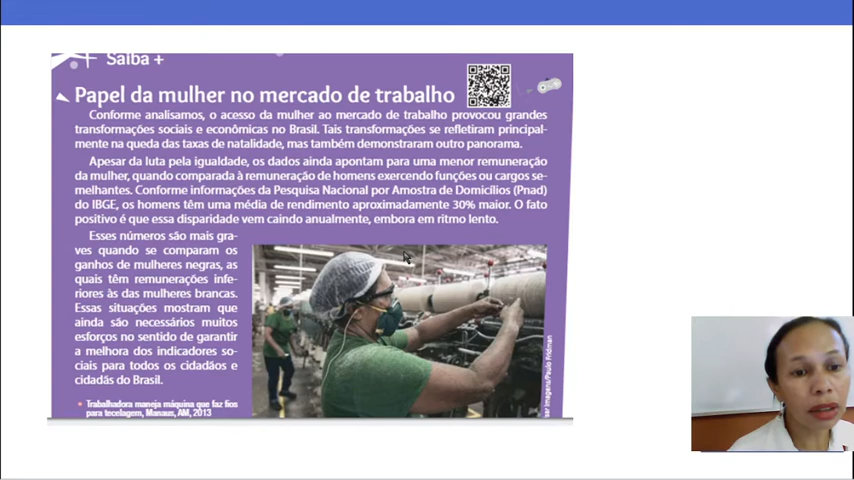 Saiba +
Papel da mulher no mercado de trabalho
Conforme analisamos, o acesso da mulher ao mercado de trabalho provocou grandes
transformações sociais e econômicas no Brasil. Tais transformações se refletiram principal-
mente na queda das taxas de natalidade, mas também demonstraram outro panorama.
Apesar da luta pela igualdade, os dados ainda apontam para uma menor remuneração
da mulher, quando comparada à remuneração de homens exercendo funções ou cargos se-
melhantes. Conforme informações da Pesquisa Nacional por Amostra de Domicílios (Pnad)
do IBGE, os homens têm uma média de rendimento aproximadamente 30% maior. O fato
positivo é que essa disparidade vem caindo anualmente, embora em ritmo lento.
Esses números são mais gra-
ves quando se comparam os
ganhos de mulheres negras, as
quais têm remunerações infe-
riores às das mulheres brancas.
Essas situações mostram que
ainda são necessários muitos
esforços no sentido de garantir
a melhora dos indicadores so-
ciais para todos os cidadãos e
cidadãs do Brasil.
Trabalhadora maneja máquina que faz fios
para tecelagem, Manaus, AM, 2013
Imagens/Paulo Fridman